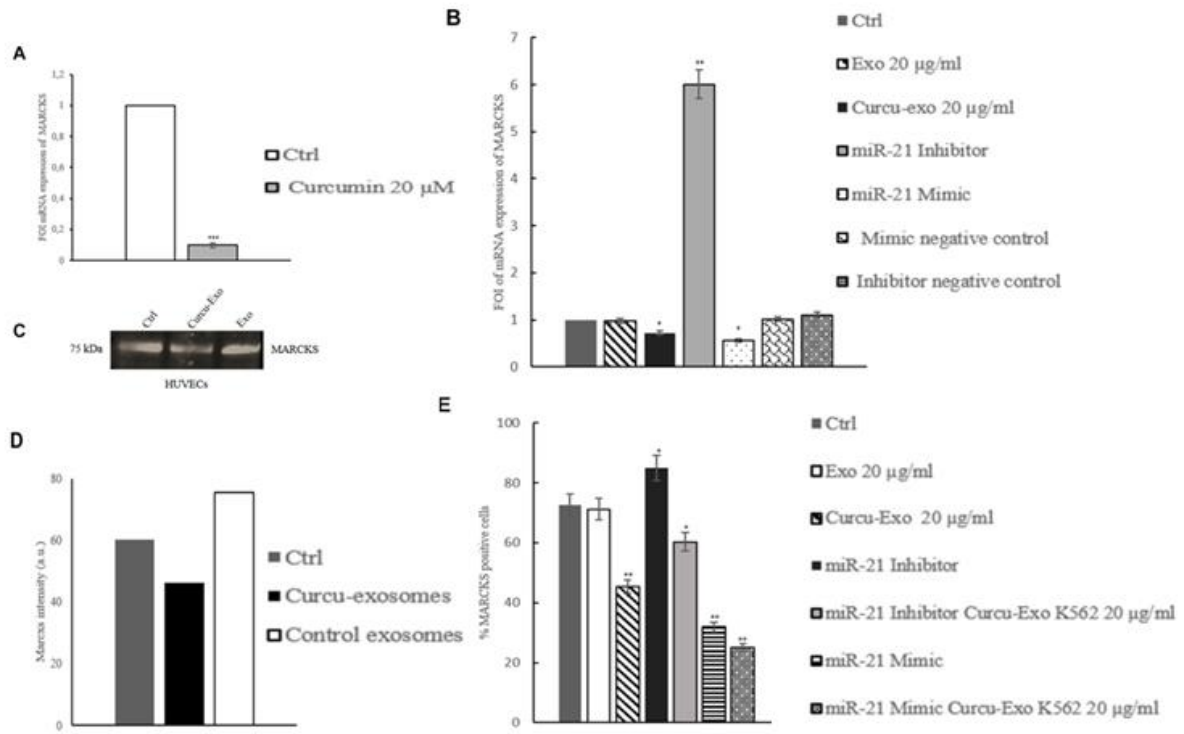 A
FOI mRNA expression of MARCKS
1,2
1
0,8
0,6
0,4
0,2
0
***
Ctrl
Curcumin 20 µM
B
FOI of mRNA expression of MARCKS
7
6
5
4
3
2
1
0
*
**
*
Ctrl
Exo 20 µg/ml
Curcu-exo 20 µg/ml
miR-21 Inhibitor
miR-21 Mimic
Mimic negative control
Inhibitor negative control
C
Ctrl
Curcu-Exo
Exo
75 kDa
MARCKS
HUVECs
D
Marcks intensity (a.u.)
80
60
40
20
0
Ctrl
Curcu-exosomes
Control exosomes
E
% MARCKS positive cells
100
80
60
40
20
0
**
*
*
**
**
Ctrl
Exo 20 µg/ml
Curcu-Exo 20 µg/ml
miR-21 Inhibitor
miR-21 Inhibitor Curcu-Exo K562 20 µg/ml
miR-21 Mimic
miR-21 Mimic Curcu-Exo K562 20 µg/ml